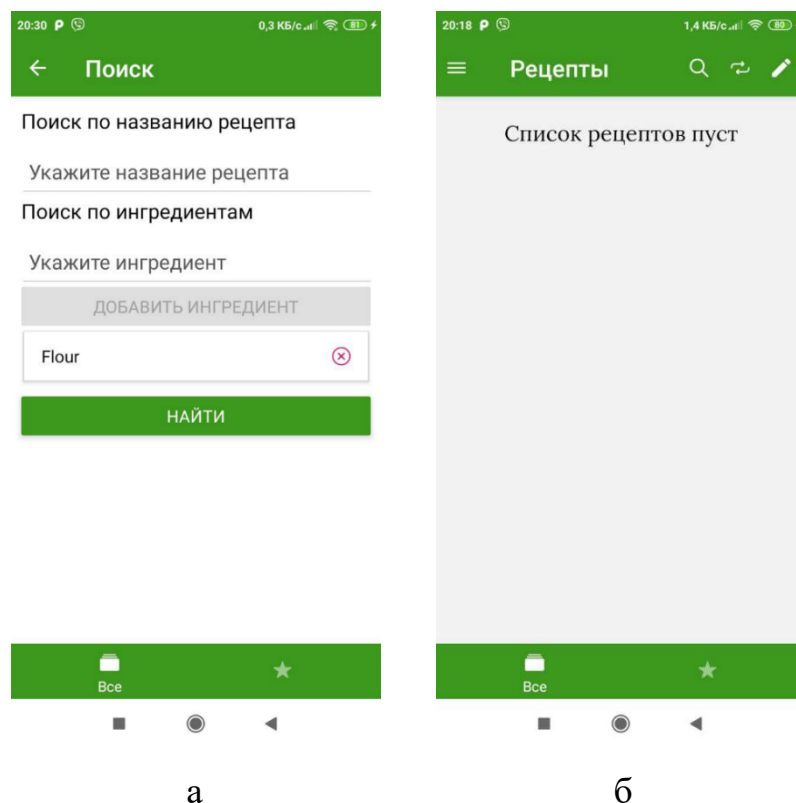 20:30 P 0,3 КБ/с 81
Поиск
Поиск по названию рецепта
Укажите название рецепта
Поиск по ингредиентам
Укажите ингредиент
ДОБАВИТЬ ИНГРЕДИЕНТ
Flour
НАЙТИ
Все
а
20:18 P 1,4 КБ/с 80
Рецепты
Список рецептов пуст
Все
б